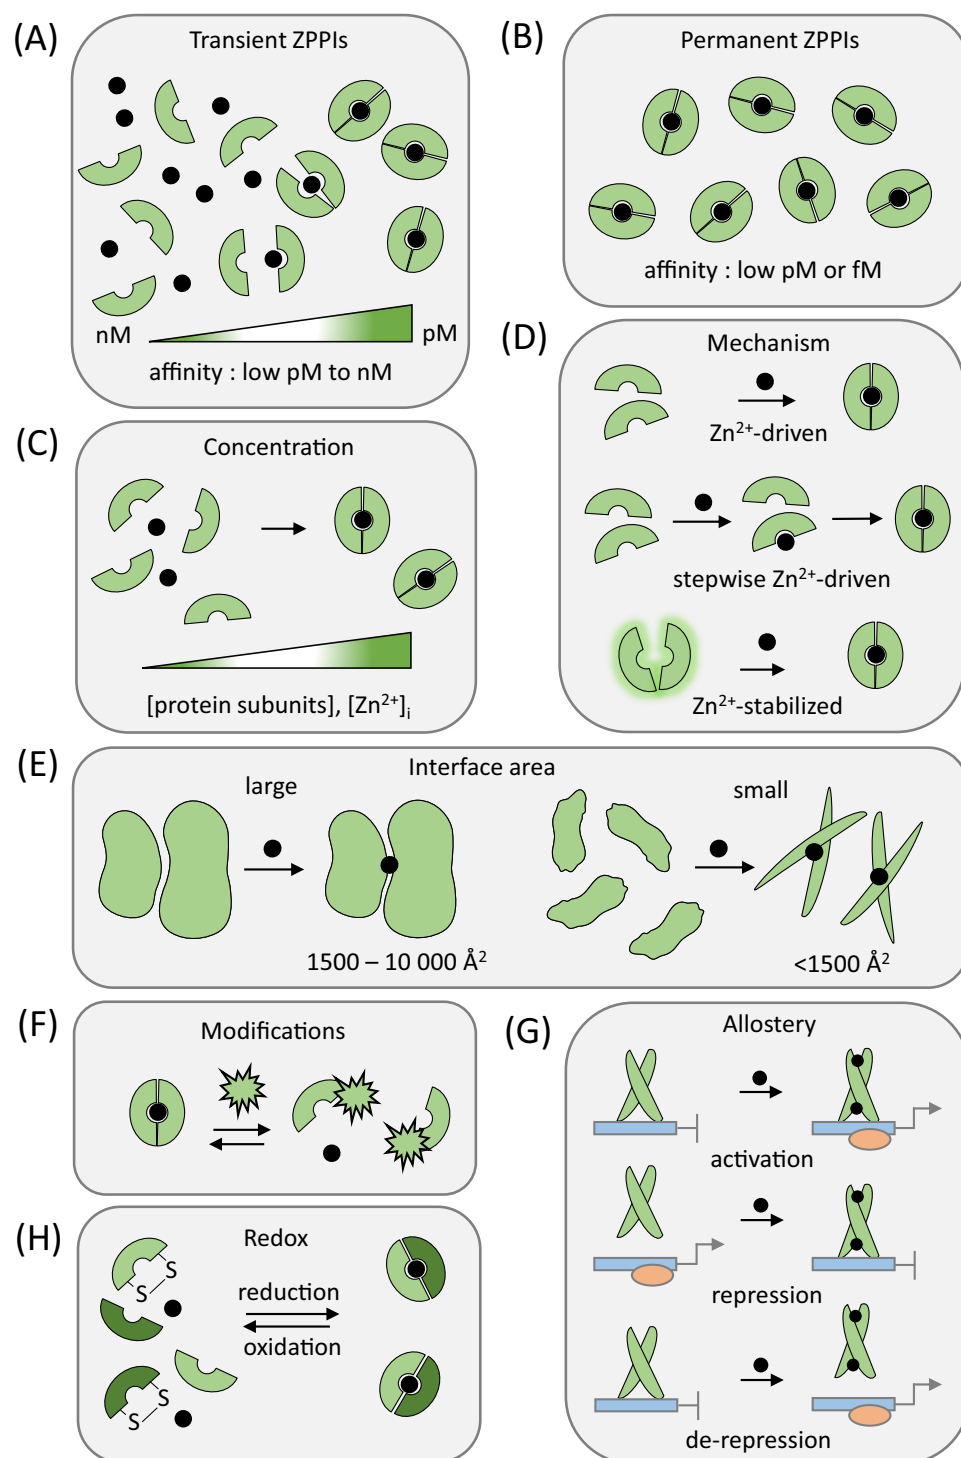 (A)
Transient ZPPIs
nM
pM
affinity : low pM to nM
(B)
Permanent ZPPIs
affinity : low pM or fM
(C)
Concentration
[protein subunits], [Zn²⁺]ᵢ
(D)
Mechanism
Zn²⁺-driven
stepwise Zn²⁺-driven
Zn²⁺-stabilized
(E)
Interface area
large
small
1500 – 10 000 Å²
<1500 Å²
(F)
Modifications
(G)
Allostery
activation
repression
de-repression
(H)
Redox
S
S
reduction
oxidation
S
S